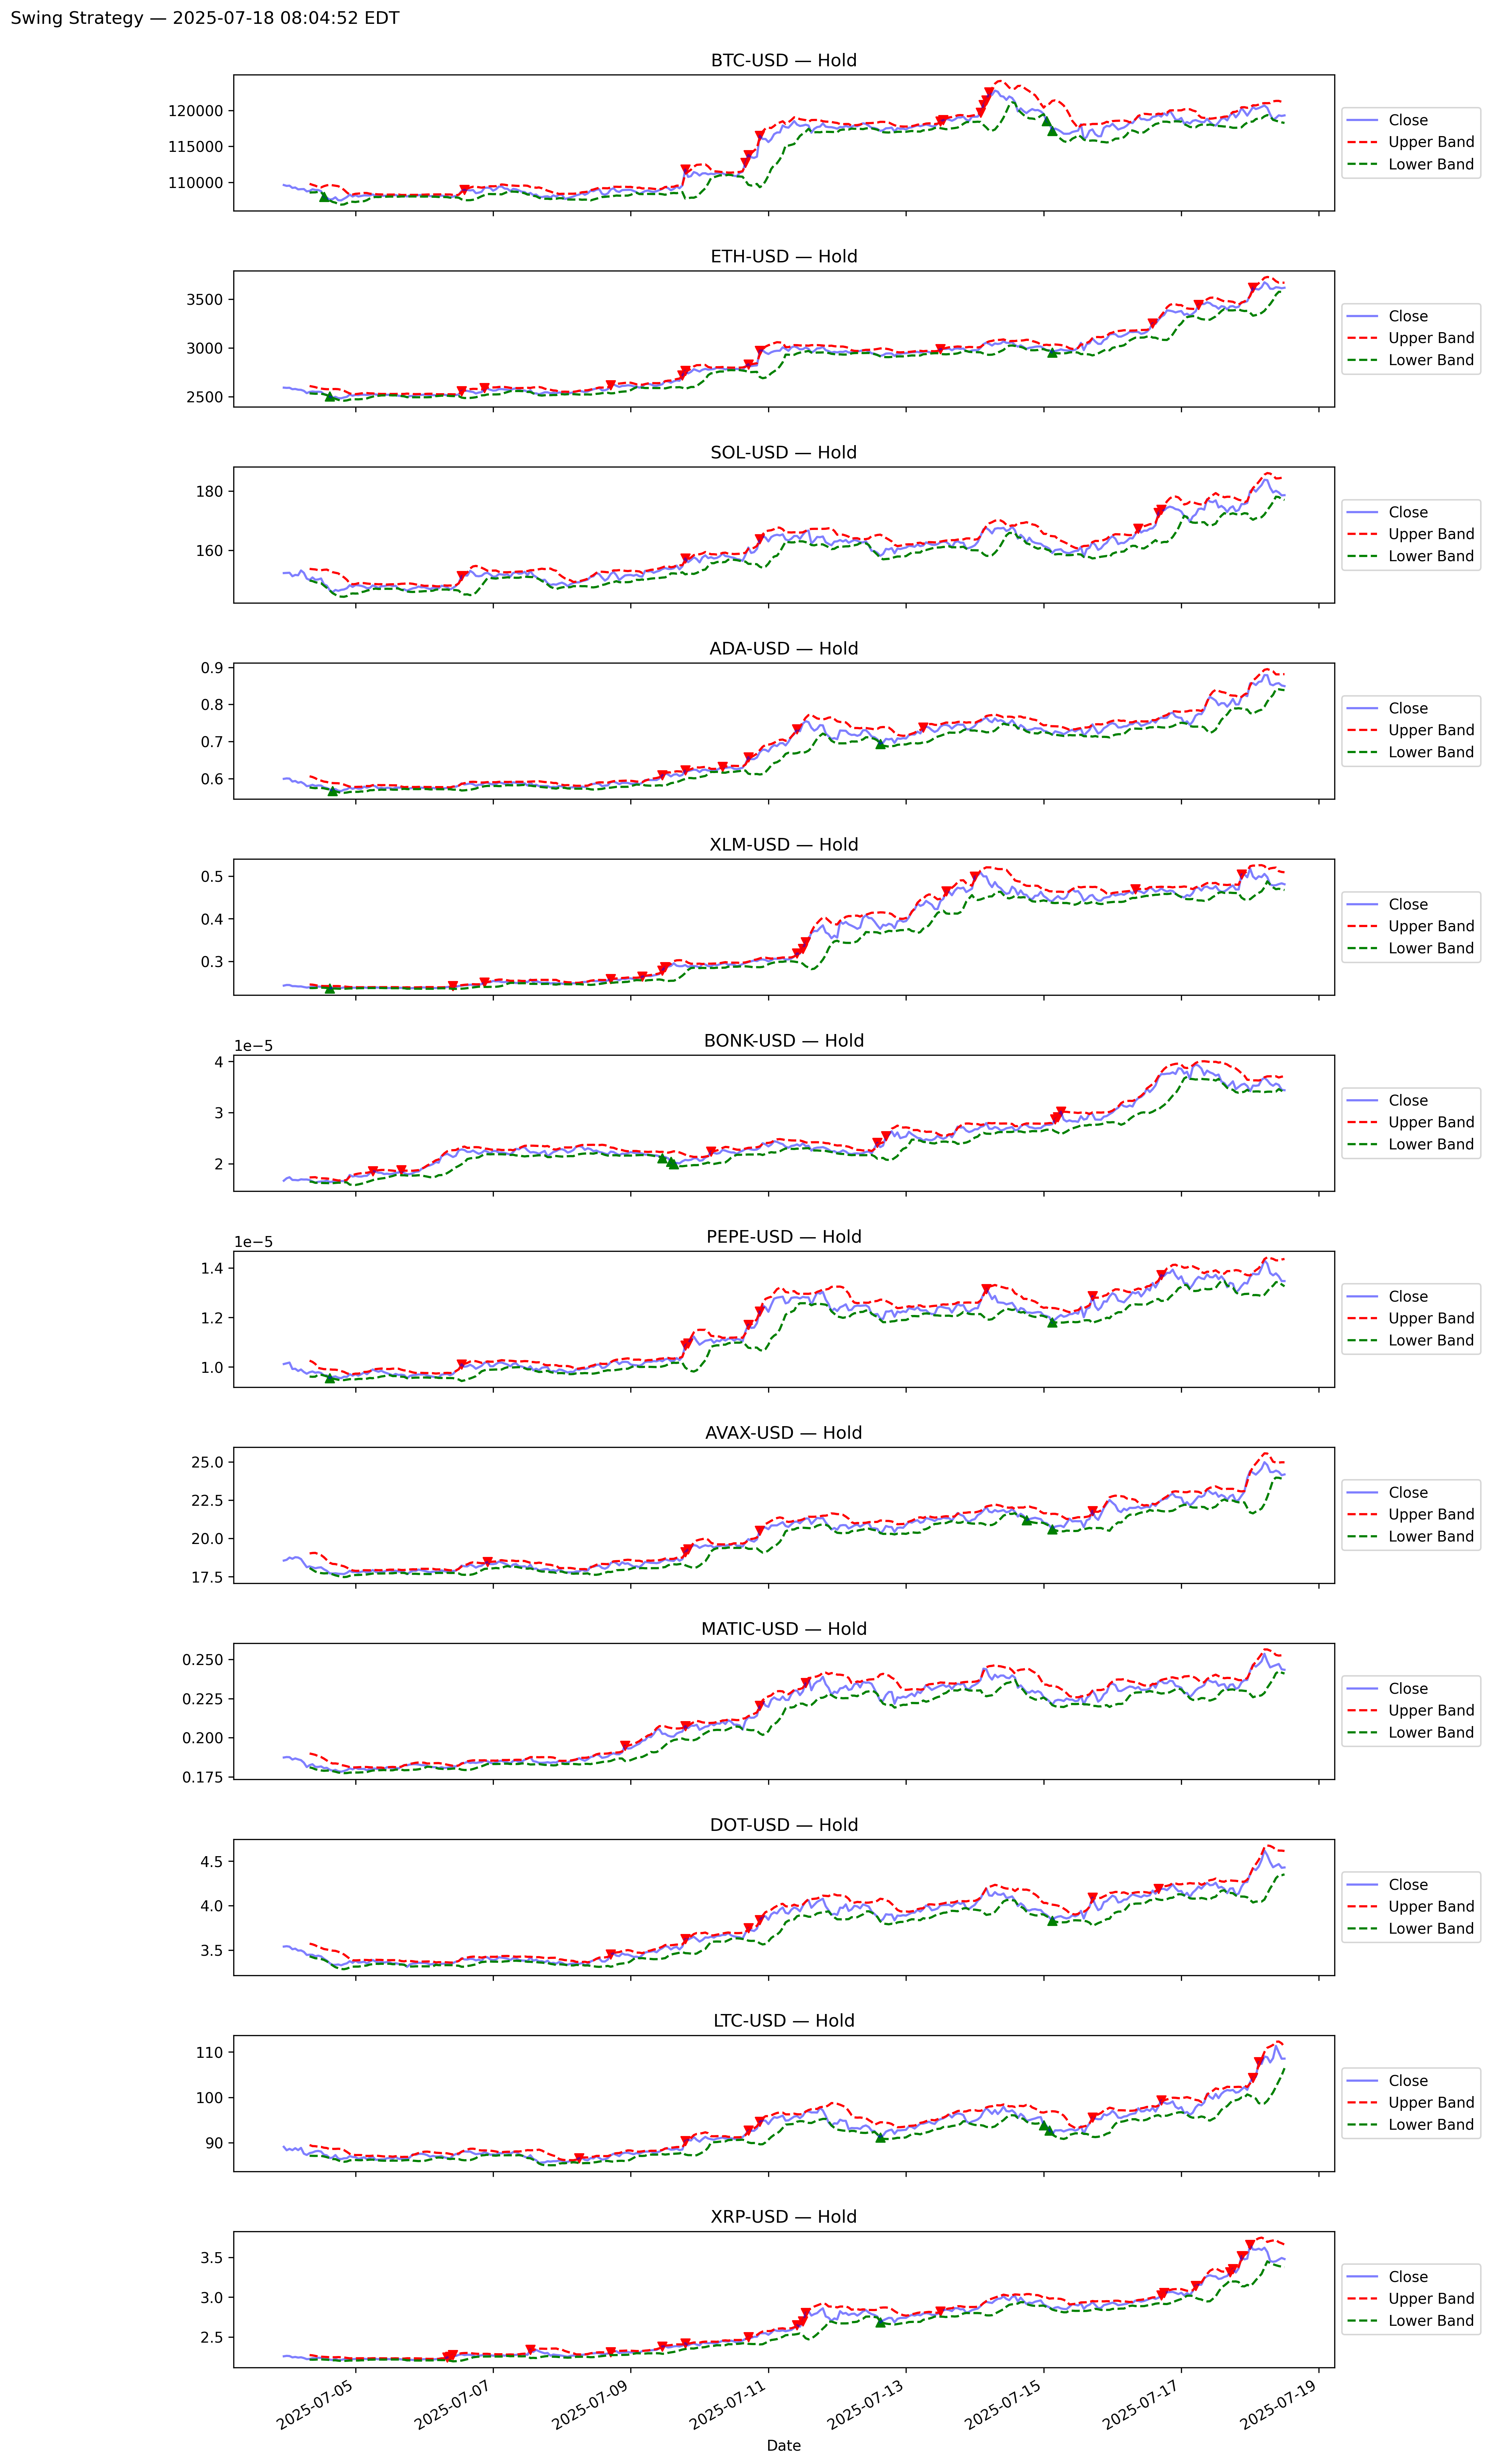 Swing Strategy — 2025-07-18 08:04:52 EDT
BTC-USD — Hold
120000
115000
110000
Close
Upper Band
Lower Band
ETH-USD — Hold
3500
3000
2500
Close
Upper Band
Lower Band
SOL-USD — Hold
180
160
Close
Upper Band
Lower Band
ADA-USD — Hold
0.9
0.8
0.7
0.6
Close
Upper Band
Lower Band
XLM-USD — Hold
0.5
0.4
0.3
Close
Upper Band
Lower Band
BONK-USD — Hold
1e−5
4
3
2
Close
Upper Band
Lower Band
PEPE-USD — Hold
1e−5
1.4
1.2
1.0
Close
Upper Band
Lower Band
AVAX-USD — Hold
25.0
22.5
20.0
17.5
Close
Upper Band
Lower Band
MATIC-USD — Hold
0.250
0.225
0.200
0.175
Close
Upper Band
Lower Band
DOT-USD — Hold
4.5
4.0
3.5
Close
Upper Band
Lower Band
LTC-USD — Hold
110
100
90
Close
Upper Band
Lower Band
XRP-USD — Hold
3.5
3.0
2.5
Close
Upper Band
Lower Band
2025-07-05
2025-07-07
2025-07-09
2025-07-11
2025-07-13
2025-07-15
2025-07-17
2025-07-19
Date